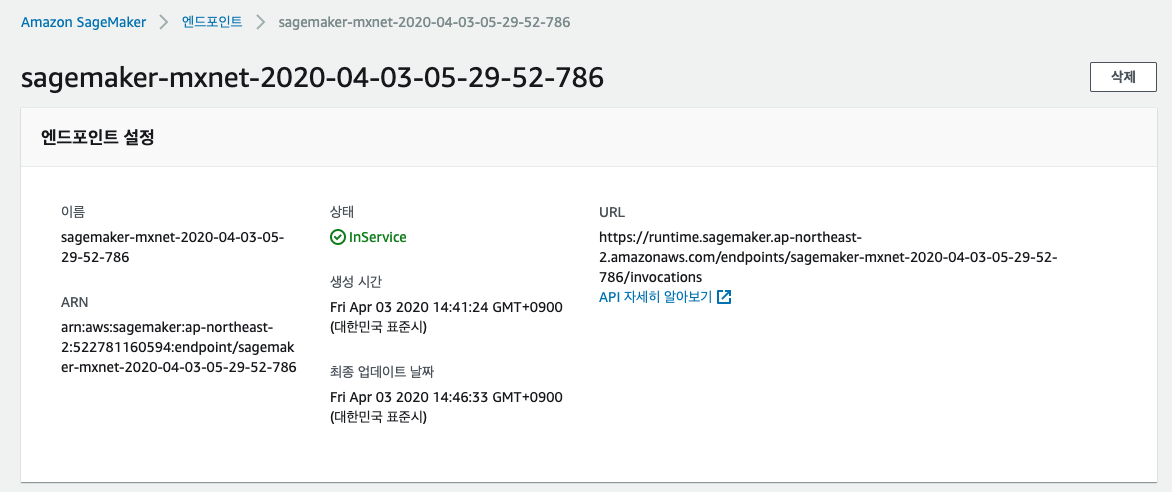 Amazon SageMaker > 엔드포인트 > sagemaker-mxnet-2020-04-03-05-29-52-786
sagemaker-mxnet-2020-04-03-05-29-52-786
삭제
엔드포인트 설정
이름
sagemaker-mxnet-2020-04-03-05-
29-52-786
ARN
arn:aws:sagemaker:ap-northeast-
2:522781160594:endpoint/sagemak
er-mxnet-2020-04-03-05-29-52-786
상태
InService
생성 시간
Fri Apr 03 2020 14:41:24 GMT+0900
(대한민국 표준시)
최종 업데이트 날짜
Fri Apr 03 2020 14:46:33 GMT+0900
(대한민국 표준시)
URL
https://runtime.sagemaker.ap-northeast-
2.amazonaws.com/endpoints/sagemaker-mxnet-2020-04-03-05-29-52-
786/invocations
API 자세히 알아보기